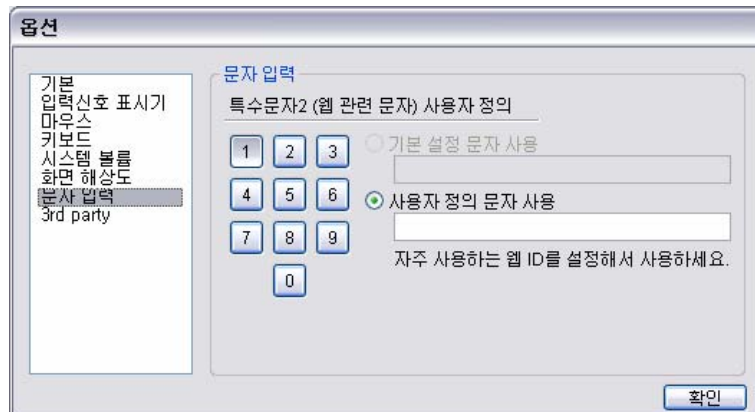 옵션
기본
입력신호 표시기
마우스
키보드
시스템 볼륨
화면 해상도
문자 입력
3rd party
문자 입력
특수문자2 (웹 관련 문자) 사용자 정의
1 2 3
4 5 6
7 8 9
0
기본 설정 문자 사용
사용자 정의 문자 사용
자주 사용하는 웹 ID를 설정해서 사용하세요.
확인